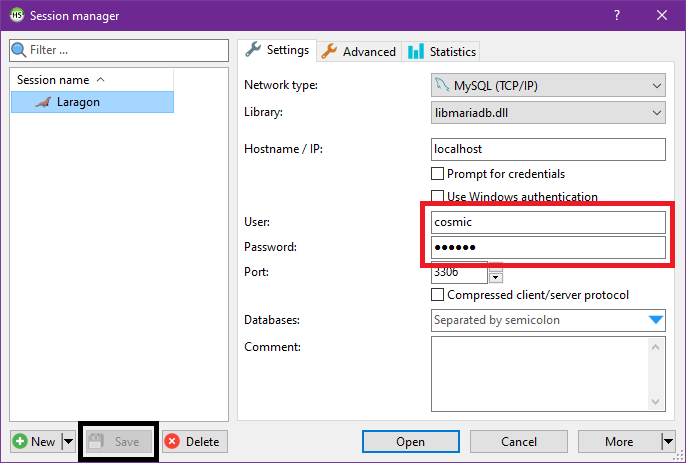 HS Session manager ? ×
Filter ...
Session name
Laragon
Settings Advanced Statistics
Network type: MySQL (TCP/IP)
Library: libmariadb.dll
Hostname / IP: localhost
Prompt for credentials
Use Windows authentication
User: cosmic
Password: ●●●●●●
Port: 3306
Compressed client/server protocol
Databases: Separated by semicolon
Comment:
New Save Delete Open Cancel More